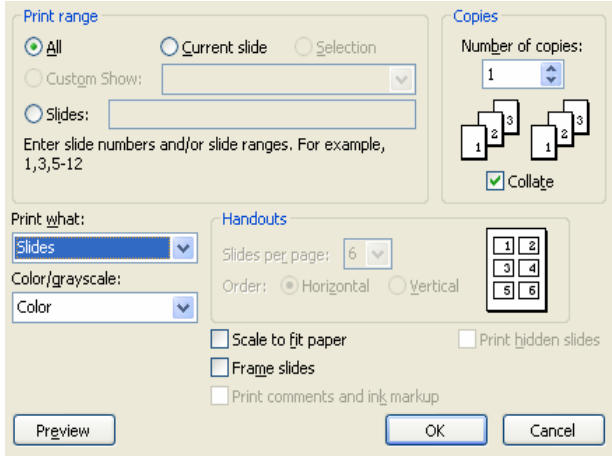 Print range
All
Current slide
Selection
Custom Show:
Slides:
Enter slide numbers and/or slide ranges. For example,
1,3,5-12
Copies
Number of copies:
1
1 2 3 1 2 3
Collate
Print what:
Slides
Color/grayscale:
Color
Handouts
Slides per page: 6
Order: Horizontal Vertical
1 2
3 4
5 6
Scale to fit paper
Print hidden slides
Frame slides
Print comments and ink markup
Preview
OK
Cancel